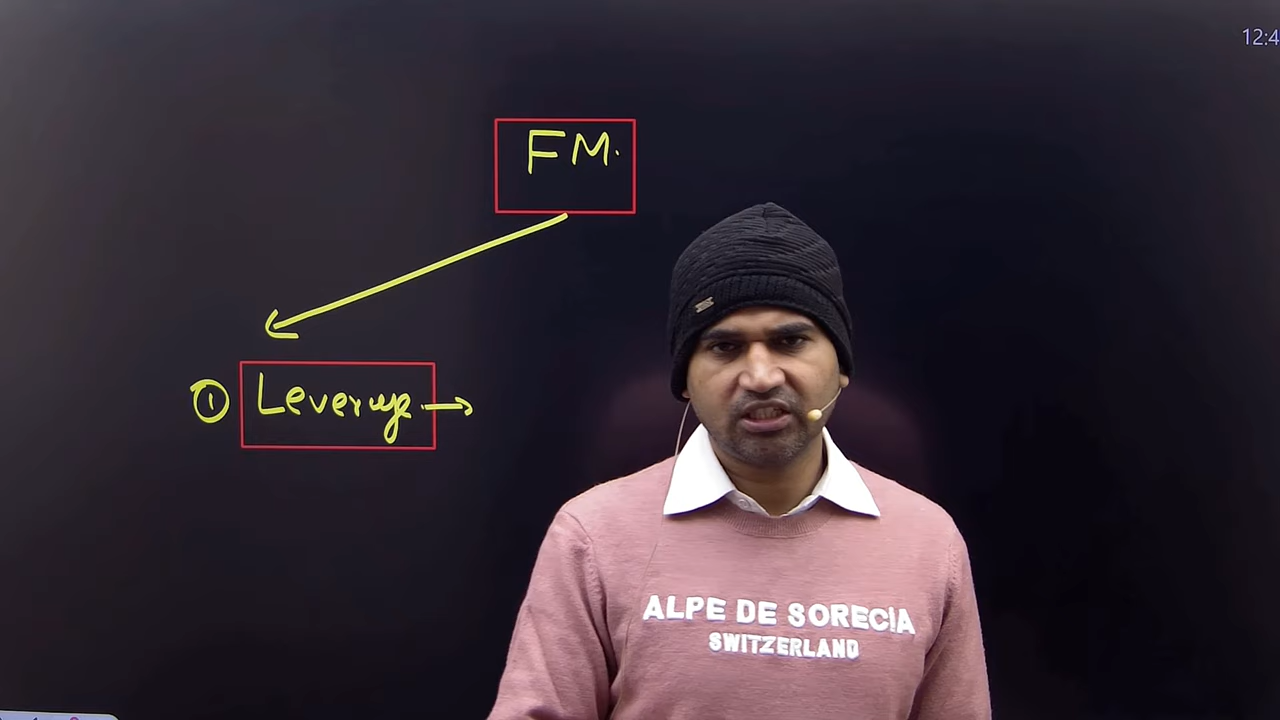 12:4
FM.
① Leverage →
ALPE DE SORECIA
SWITZERLAND